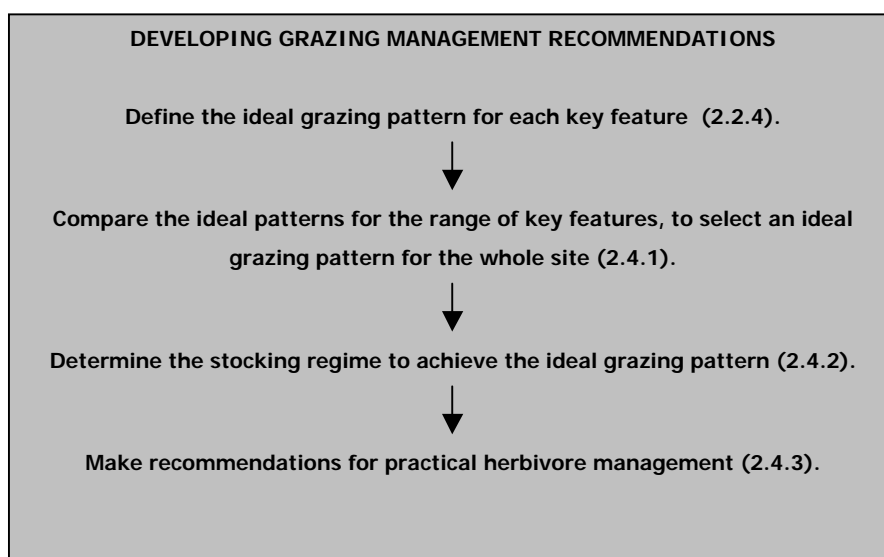 DEVELOPING GRAZING MANAGEMENT RECOMMENDATIONS
Define the ideal grazing pattern for each key feature  (2.2.4).
Compare the ideal patterns for the range of key features, to select an ideal
grazing pattern for the whole site (2.4.1).
Determine the stocking regime to achieve the ideal grazing pattern (2.4.2).
Make recommendations for practical herbivore management (2.4.3).